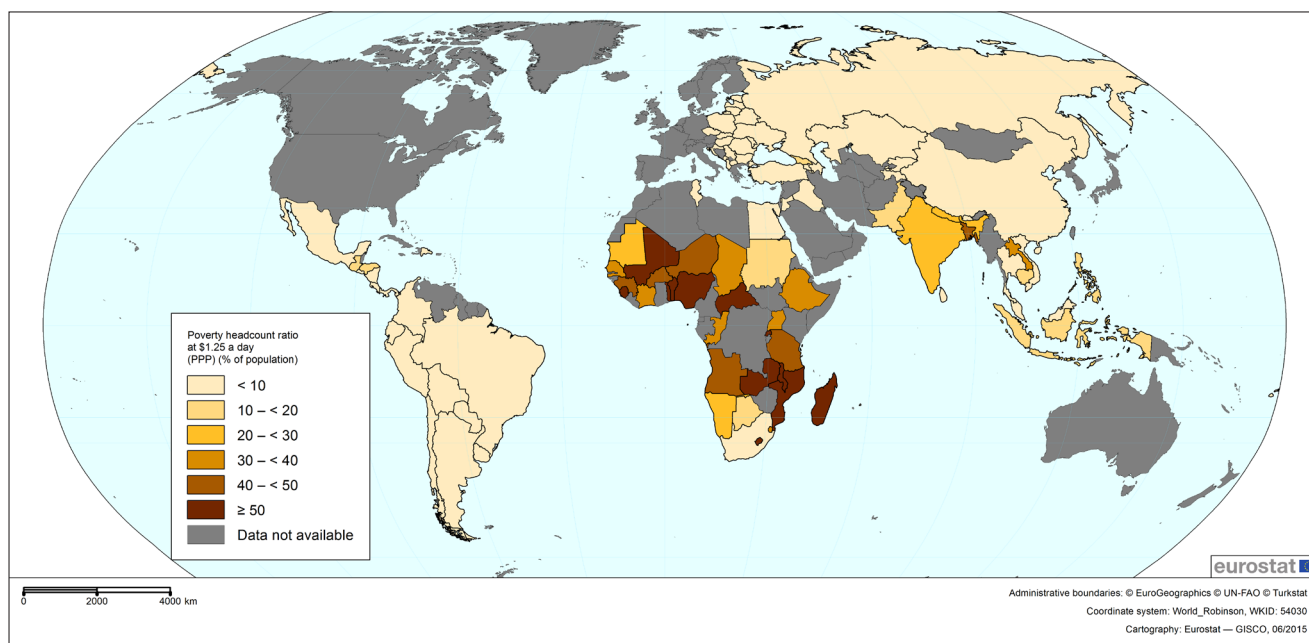 Poverty headcount ratio
at $1.25 a day
(PPP) (% of population)
< 10
10 – < 20
20 – < 30
30 – < 40
40 – < 50
≥ 50
Data not available
eurostat
0 2000 4000 km
Administrative boundaries: © EuroGeographics © UN-FAO © Turkstat
Coordinate system: World_Robinson, WKID: 54030
Cartography: Eurostat — GISCO, 06/2015